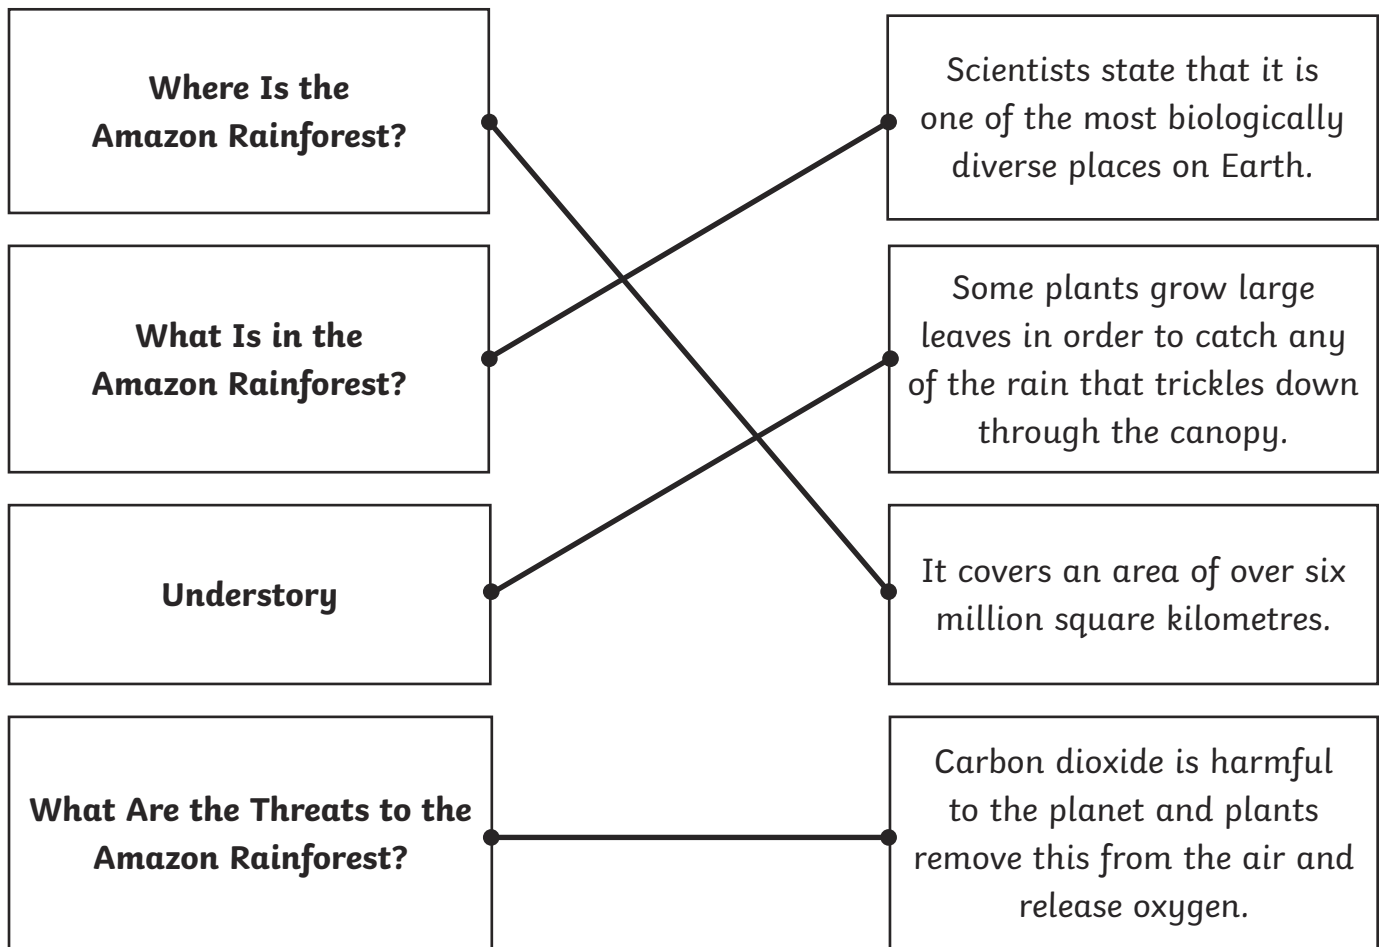 Where Is the
Amazon Rainforest?
Scientists state that it is
one of the most biologically
diverse places on Earth.
What Is in the
Amazon Rainforest?
Some plants grow large
leaves in order to catch any
of the rain that trickles down
through the canopy.
Understory
It covers an area of over six
million square kilometres.
What Are the Threats to the
Amazon Rainforest?
Carbon dioxide is harmful
to the planet and plants
remove this from the air and
release oxygen.